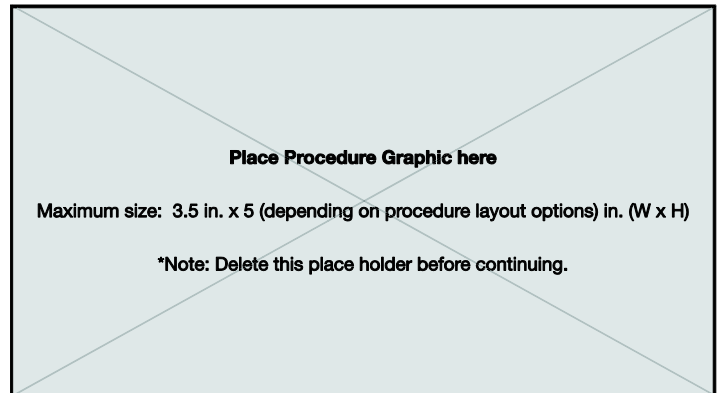 Place Procedure Graphic here
Maximum size:  3.5 in. x 5 (depending on procedure layout options) in. (W x H)
*Note: Delete this place holder before continuing.